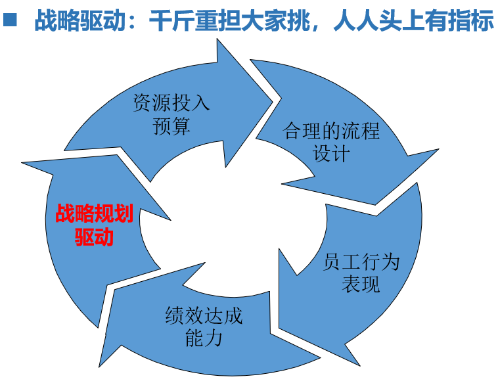 ■ 战略驱动：千斤重担大家挑，人人头上有指标
资源投入
预算
合理的流程
设计
员工行为
表现
绩效达成
能力
战略规划
驱动